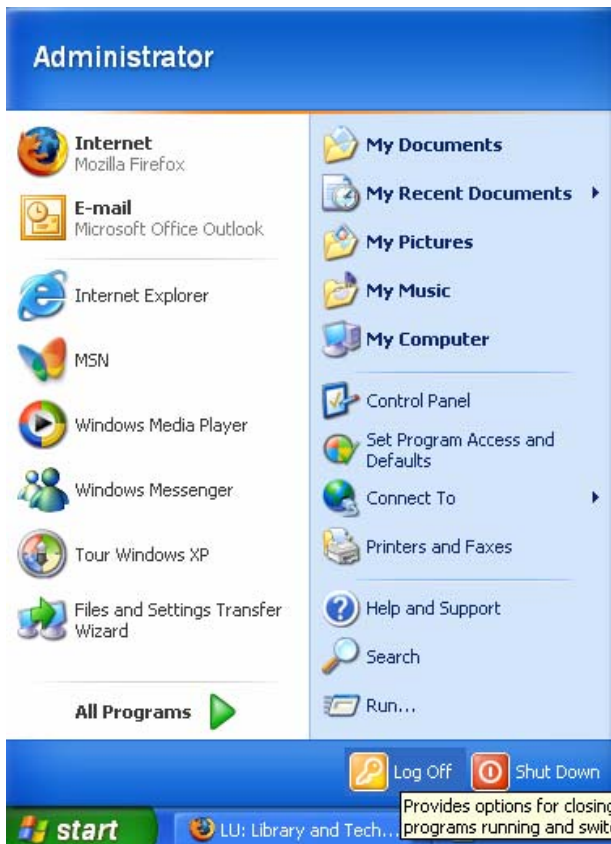 Administrator
Internet
Mozilla Firefox
E-mail
Microsoft Office Outlook
Internet Explorer
MSN
Windows Media Player
Windows Messenger
Tour Windows XP
Files and Settings Transfer
Wizard
All Programs
My Documents
My Recent Documents
My Pictures
My Music
My Computer
Control Panel
Set Program Access and
Defaults
Connect To
Printers and Faxes
Help and Support
Search
Run...
Log Off
Shut Down
Provides options for closing
programs running and swit
start
LU: Library and Tech...